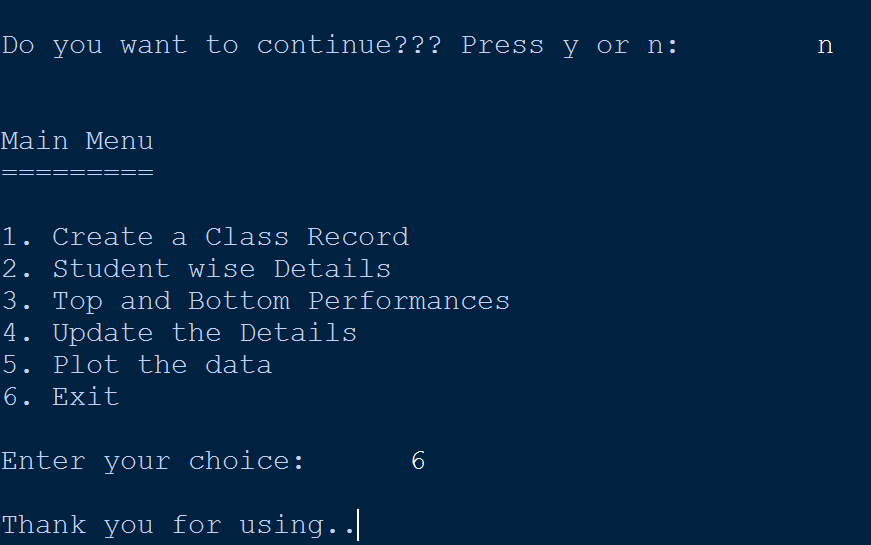 Do you want to continue??? Press y or n: n
Main Menu
=========
1. Create a Class Record
2. Student wise Details
3. Top and Bottom Performances
4. Update the Details
5. Plot the data
6. Exit
Enter your choice: 6
Thank you for using..